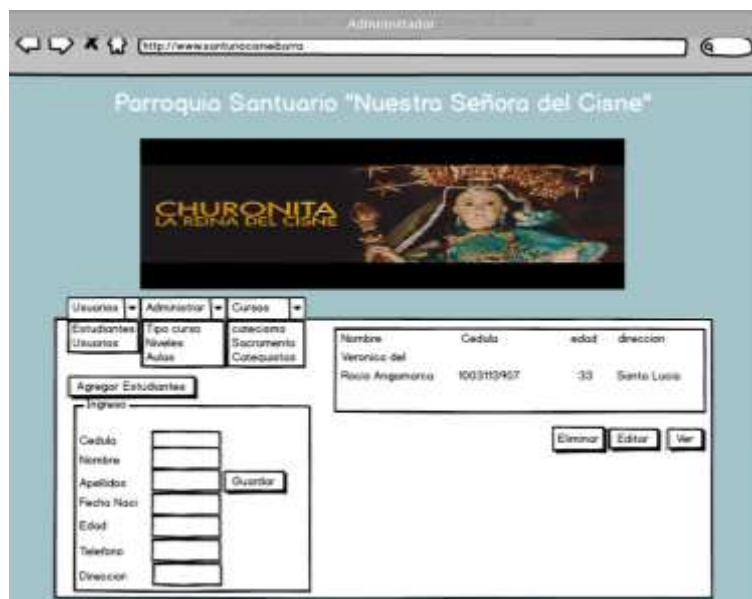 Administrador
http://www.santuriocisneibarra
Parroquia Santuario "Nuestra Señora del Cisne"
CHURONITA
LA REINA DEL CISNE
Usuarios Administrar Cursos
Estudiantes Tipo curso catecismo
Usuarios Niveles Sacramento
Aulas Catequistas
Nombre Cedula edad direccion
Veronica del
Rocio Angamarca 1003113967 33 Santa Lucia
Agregar Estudiantes
Ingreso
Eliminar Editar Ver
Cedula
Nombre
Apellidos Guardar
Fecha Naci
Edad
Telefono
Direccion